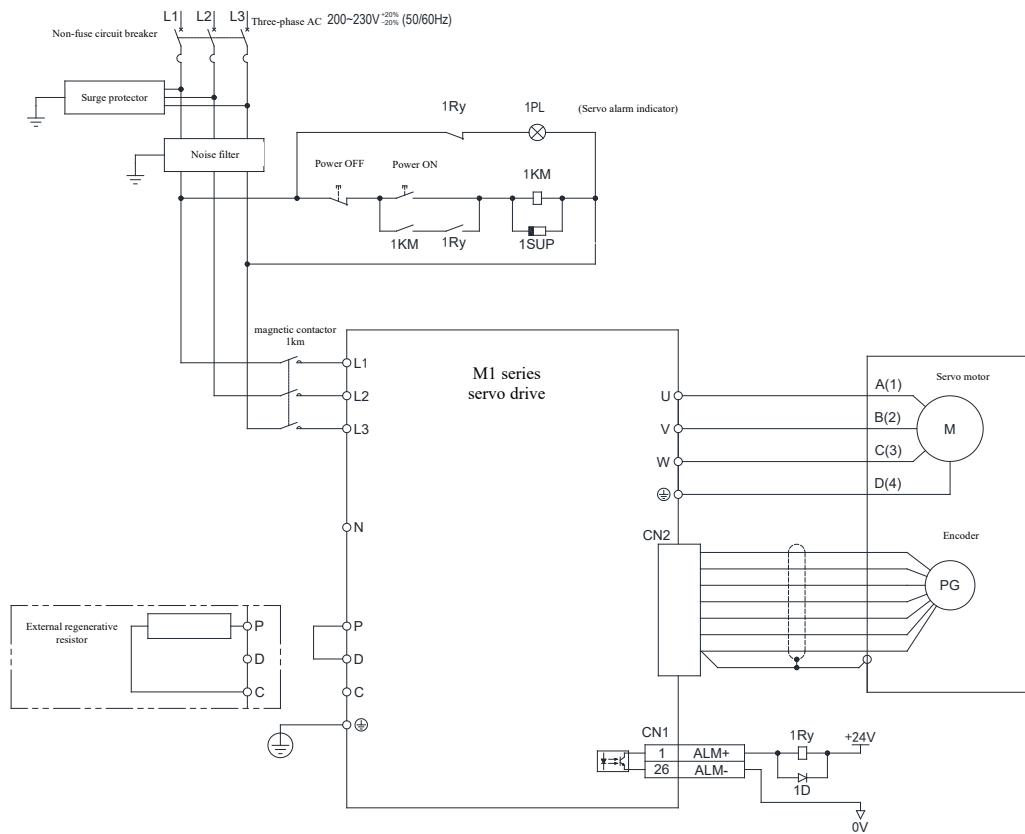 L1 L2 L3 Three-phase AC 200~230V +20% -20% (50/60Hz)
Non-fuse circuit breaker
Surge protector
1Ry 1PL (Servo alarm indicator)
Noise filter
Power OFF Power ON
1KM
1KM 1Ry 1SUP
magnetic contactor
1km
L1
L2
L3
M1 series
servo drive
U
V
W
A(1)
B(2)
C(3)
D(4)
Servo motor
M
N
CN2
Encoder
PG
External regenerative
resistor
P
D
C
P
D
C
CN1
1 ALM+
26 ALM-
1Ry
+24V
1D
0V